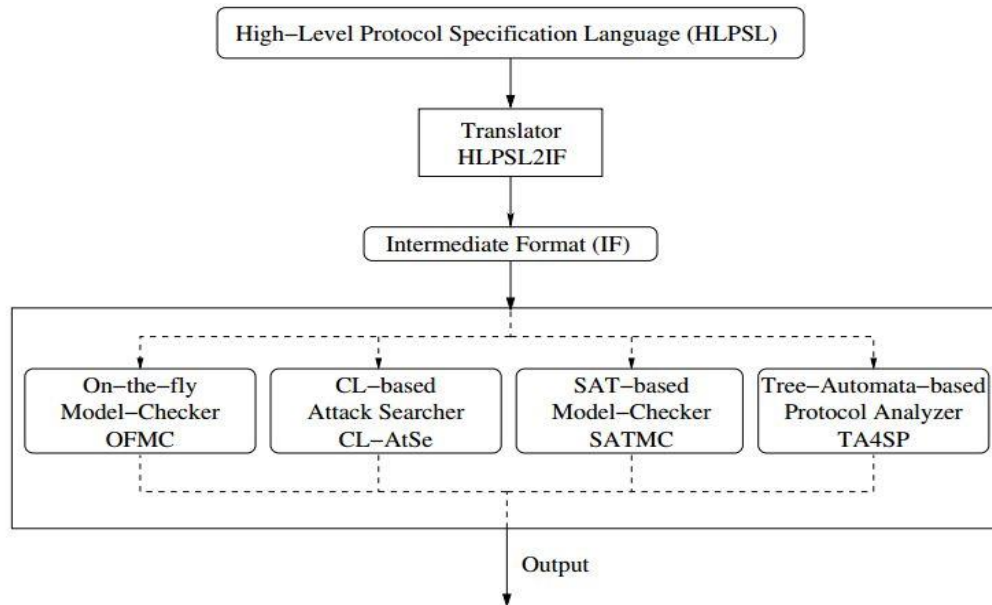 High−Level Protocol Specification Language (HLPSL)
Translator
HLPSL2IF
Intermediate Format (IF)
On−the−fly
Model−Checker
OFMC
CL−based
Attack Searcher
CL−AtSe
SAT−based
Model−Checker
SATMC
Tree−Automata−based
Protocol Analyzer
TA4SP
Output